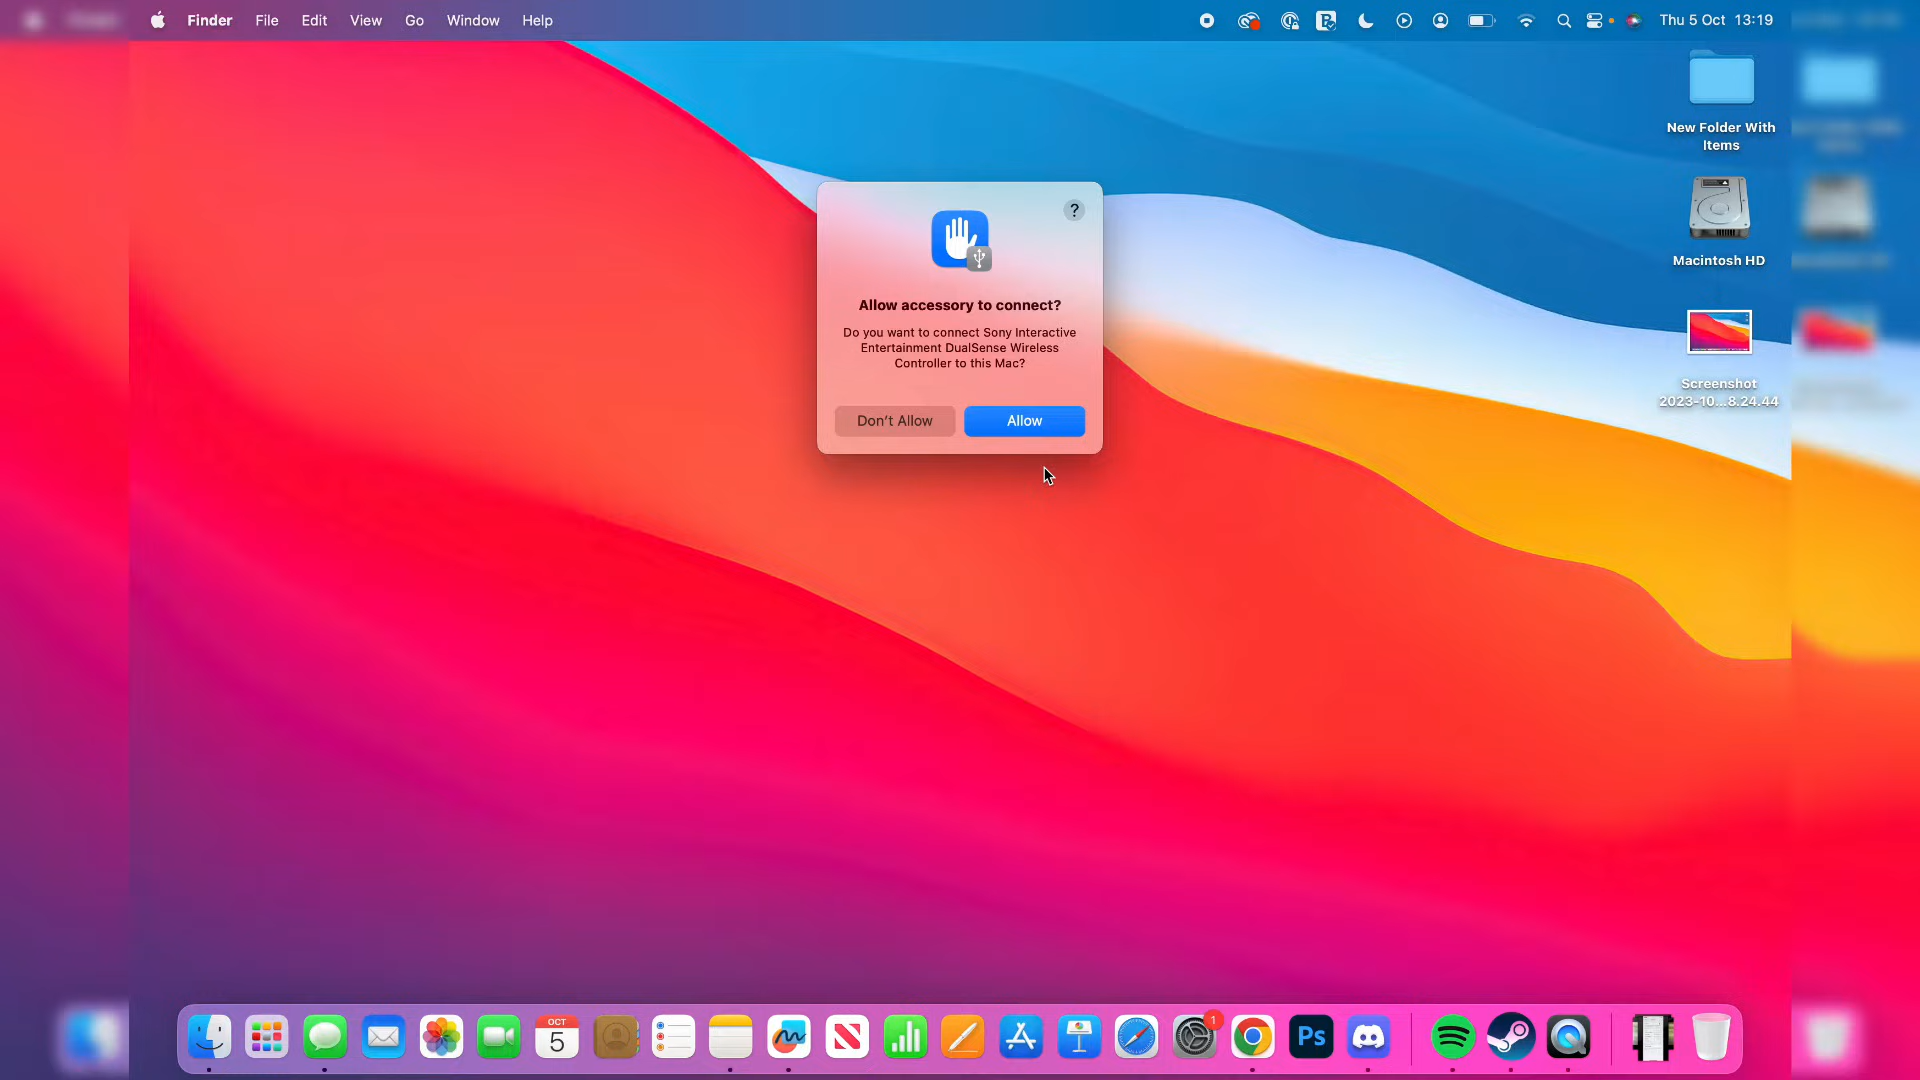 Finder File Edit View Go Window Help Thu 5 Oct 13:19
New Folder With
Items
Macintosh HD
Screenshot
2023-10...8.24.44
?
Allow accessory to connect?
Do you want to connect Sony Interactive
Entertainment DualSense Wireless
Controller to this Mac?
Don't Allow Allow
OCT
5
1
Ps